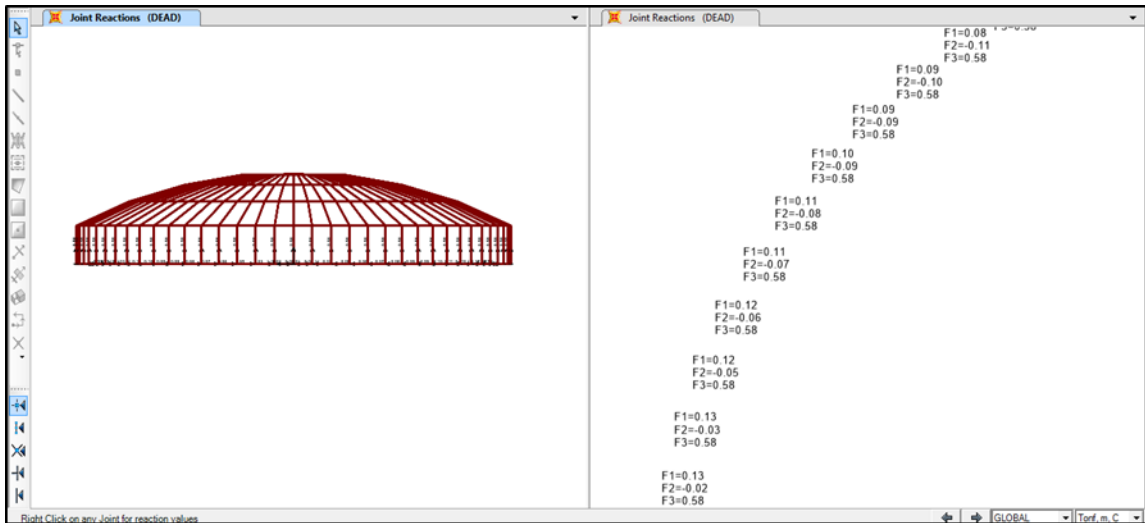 Joint Reactions (DEAD)
Joint Reactions (DEAD)
F1=0.08
F2=-0.11
F3=0.58
F1=0.09
F2=-0.10
F3=0.58
F1=0.09
F2=-0.09
F3=0.58
F1=0.10
F2=-0.09
F3=0.58
F1=0.11
F2=-0.08
F3=0.58
F1=0.11
F2=-0.07
F3=0.58
F1=0.12
F2=-0.06
F3=0.58
F1=0.12
F2=-0.05
F3=0.58
F1=0.13
F2=-0.03
F3=0.58
F1=0.13
F2=-0.02
F3=0.58
Right Click on any Joint for reaction values
GLOBAL
Tonf, m, C